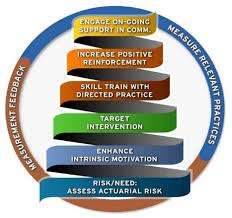 ENGAGE ON-GOING
SUPPORT IN COMM.
INCREASE POSITIVE
REINFORCEMENT
SKILL TRAIN WITH
DIRECTED PRACTICE
TARGET
INTERVENTION
ENHANCE
INTRINSIC MOTIVATION
RISK/NEED:
ASSESS ACTUARIAL RISK
MEASUREMENT FEEDBACK
MEASURE RELEVANT PRACTICES